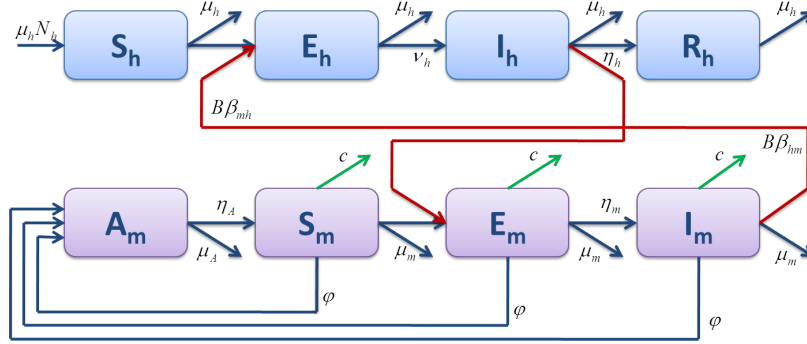 μ_h μ_h μ_h μ_h
μ_h N_h S_h E_h I_h R_h
ν_h η_h
Bβ_mh Bβ_hm
c c c
A_m η_A S_m E_m η_m I_m
μ_A μ_m μ_m μ_m
φ φ φ